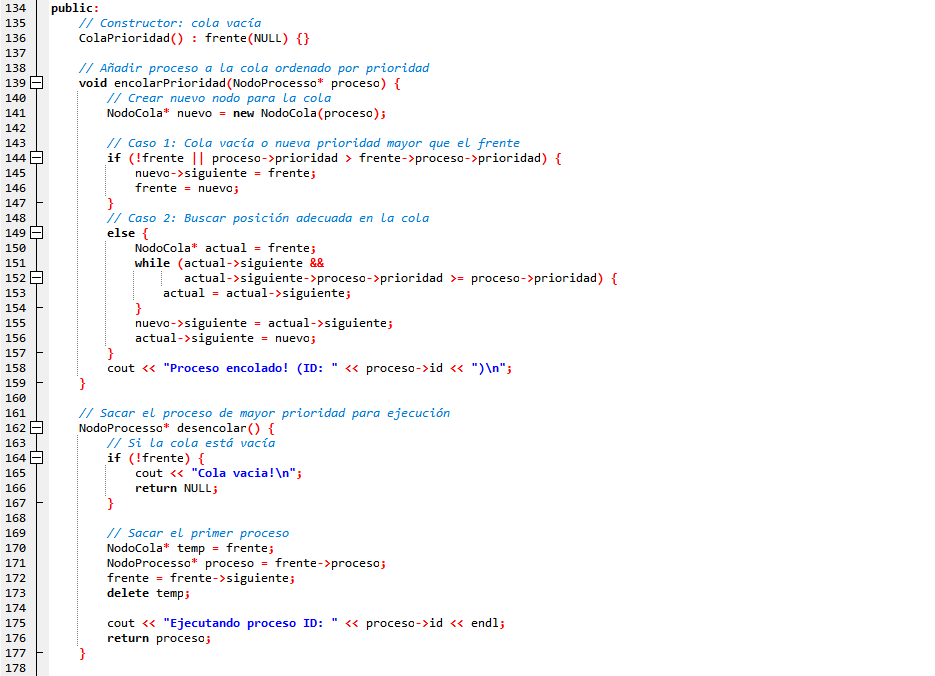 134 public:
135     // Constructor: cola vacía
136     ColaPrioridad() : frente(NULL) {}
137
138     // Añadir proceso a la cola ordenado por prioridad
139     void encolarPrioridad(NodoProcesso* proceso) {
140         // Crear nuevo nodo para la cola
141         NodoCola* nuevo = new NodoCola(proceso);
142
143         // Caso 1: Cola vacía o nueva prioridad mayor que el frente
144         if (!frente || proceso->prioridad > frente->proceso->prioridad) {
145             nuevo->siguiente = frente;
146             frente = nuevo;
147         }
148         // Caso 2: Buscar posición adecuada en la cola
149         else {
150             NodoCola* actual = frente;
151             while (actual->siguiente &&
152                    actual->siguiente->proceso->prioridad >= proceso->prioridad) {
153                 actual = actual->siguiente;
154             }
155             nuevo->siguiente = actual->siguiente;
156             actual->siguiente = nuevo;
157         }
158         cout << "Proceso encolado! (ID: " << proceso->id << ")\n";
159     }
160
161     // Sacar el proceso de mayor prioridad para ejecución
162     NodoProcesso* desencolar() {
163         // Si la cola está vacía
164         if (!frente) {
165             cout << "Cola vacia!\n";
166             return NULL;
167         }
168
169         // Sacar el primer proceso
170         NodoCola* temp = frente;
171         NodoProcesso* proceso = frente->proceso;
172         frente = frente->siguiente;
173         delete temp;
174
175         cout << "Ejecutando proceso ID: " << proceso->id << endl;
176         return proceso;
177     }
178